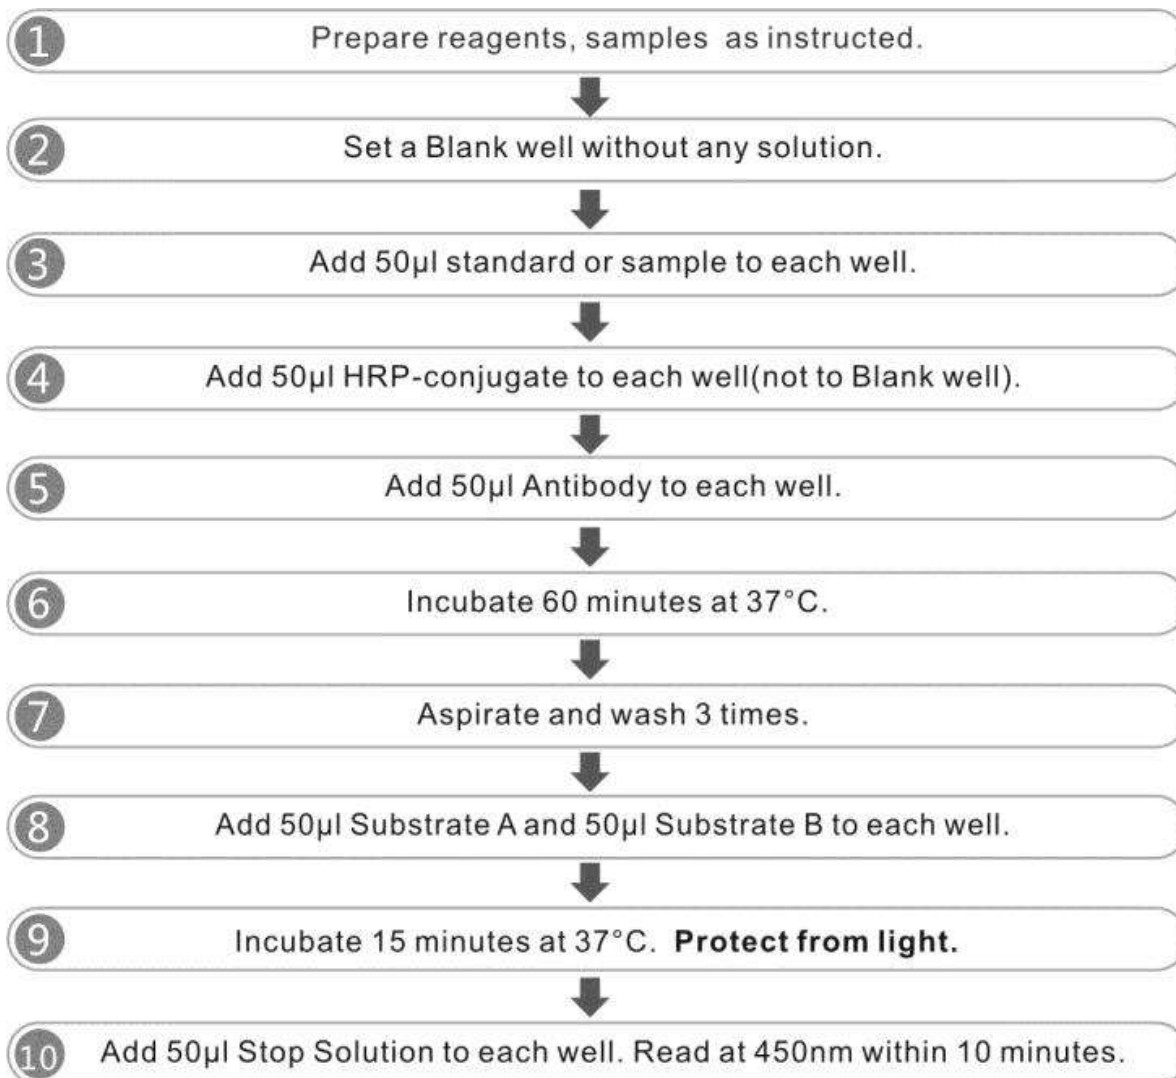 1 Prepare reagents, samples as instructed.
2 Set a Blank well without any solution.
3 Add 50µl standard or sample to each well.
4 Add 50µl HRP-conjugate to each well(not to Blank well).
5 Add 50µl Antibody to each well.
6 Incubate 60 minutes at 37°C.
7 Aspirate and wash 3 times.
8 Add 50µl Substrate A and 50µl Substrate B to each well.
9 Incubate 15 minutes at 37°C. Protect from light.
10 Add 50µl Stop Solution to each well. Read at 450nm within 10 minutes.